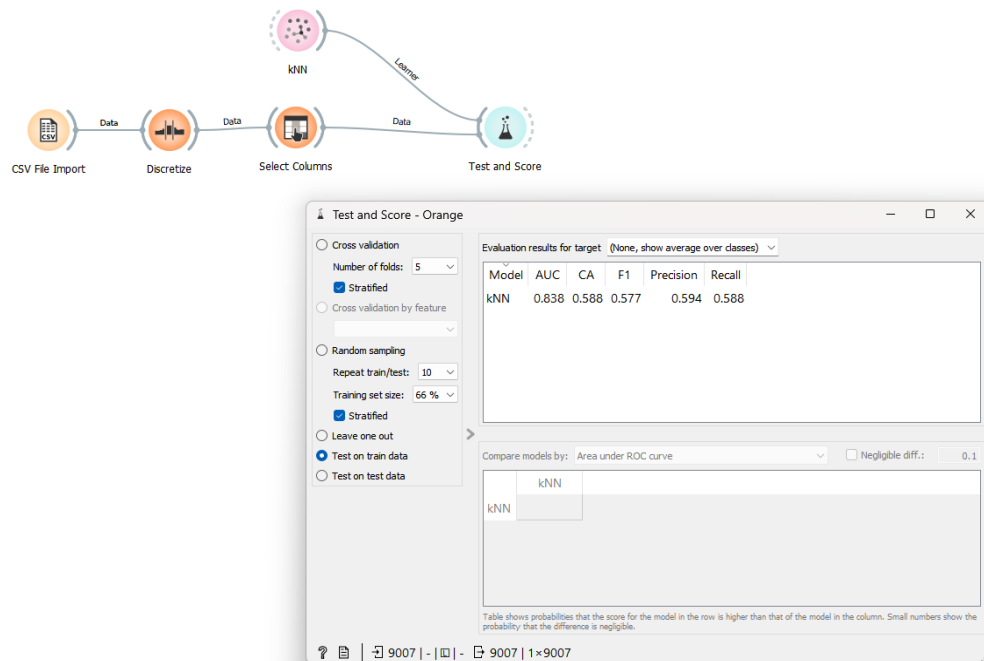 kNN
Learner
CSV
Data
Data
Data
CSV File Import
Discretize
Select Columns
Test and Score
Test and Score - Orange
Cross validation
Number of folds: 5
Stratified
Cross validation by feature
Random sampling
Repeat train/test: 10
Training set size: 66 %
Stratified
Leave one out
Test on train data
Test on test data
Evaluation results for target (None, show average over classes)
Model AUC CA F1 Precision Recall
kNN 0.838 0.588 0.577 0.594 0.588
Compare models by: Area under ROC curve Negligible diff.: 0.1
kNN
kNN
Table shows probabilities that the score for the model in the row is higher than that of the model in the column. Small numbers show the
probability that the difference is negligible.
? 9007 | - | - 9007 | 1×9007